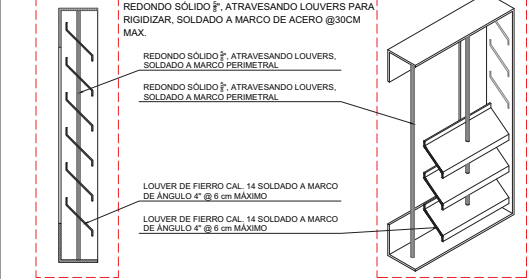 REDONDO SÓLIDO ⅜", ATRAVESANDO LOUVERS PARA
RIGIDIZAR, SOLDADO A MARCO DE ACERO @30CM
MAX.
REDONDO SÓLIDO ⅜", ATRAVESANDO LOUVERS,
SOLDADO A MARCO PERIMETRAL
REDONDO SÓLIDO ⅜", ATRAVESANDO LOUVERS,
SOLDADO A MARCO PERIMETRAL
LOUVER DE FIERRO CAL. 14 SOLDADO A MARCO
DE ÁNGULO 4" @ 6 cm MÁXIMO
LOUVER DE FIERRO CAL. 14 SOLDADO A MARCO
DE ÁNGULO 4" @ 6 cm MÁXIMO